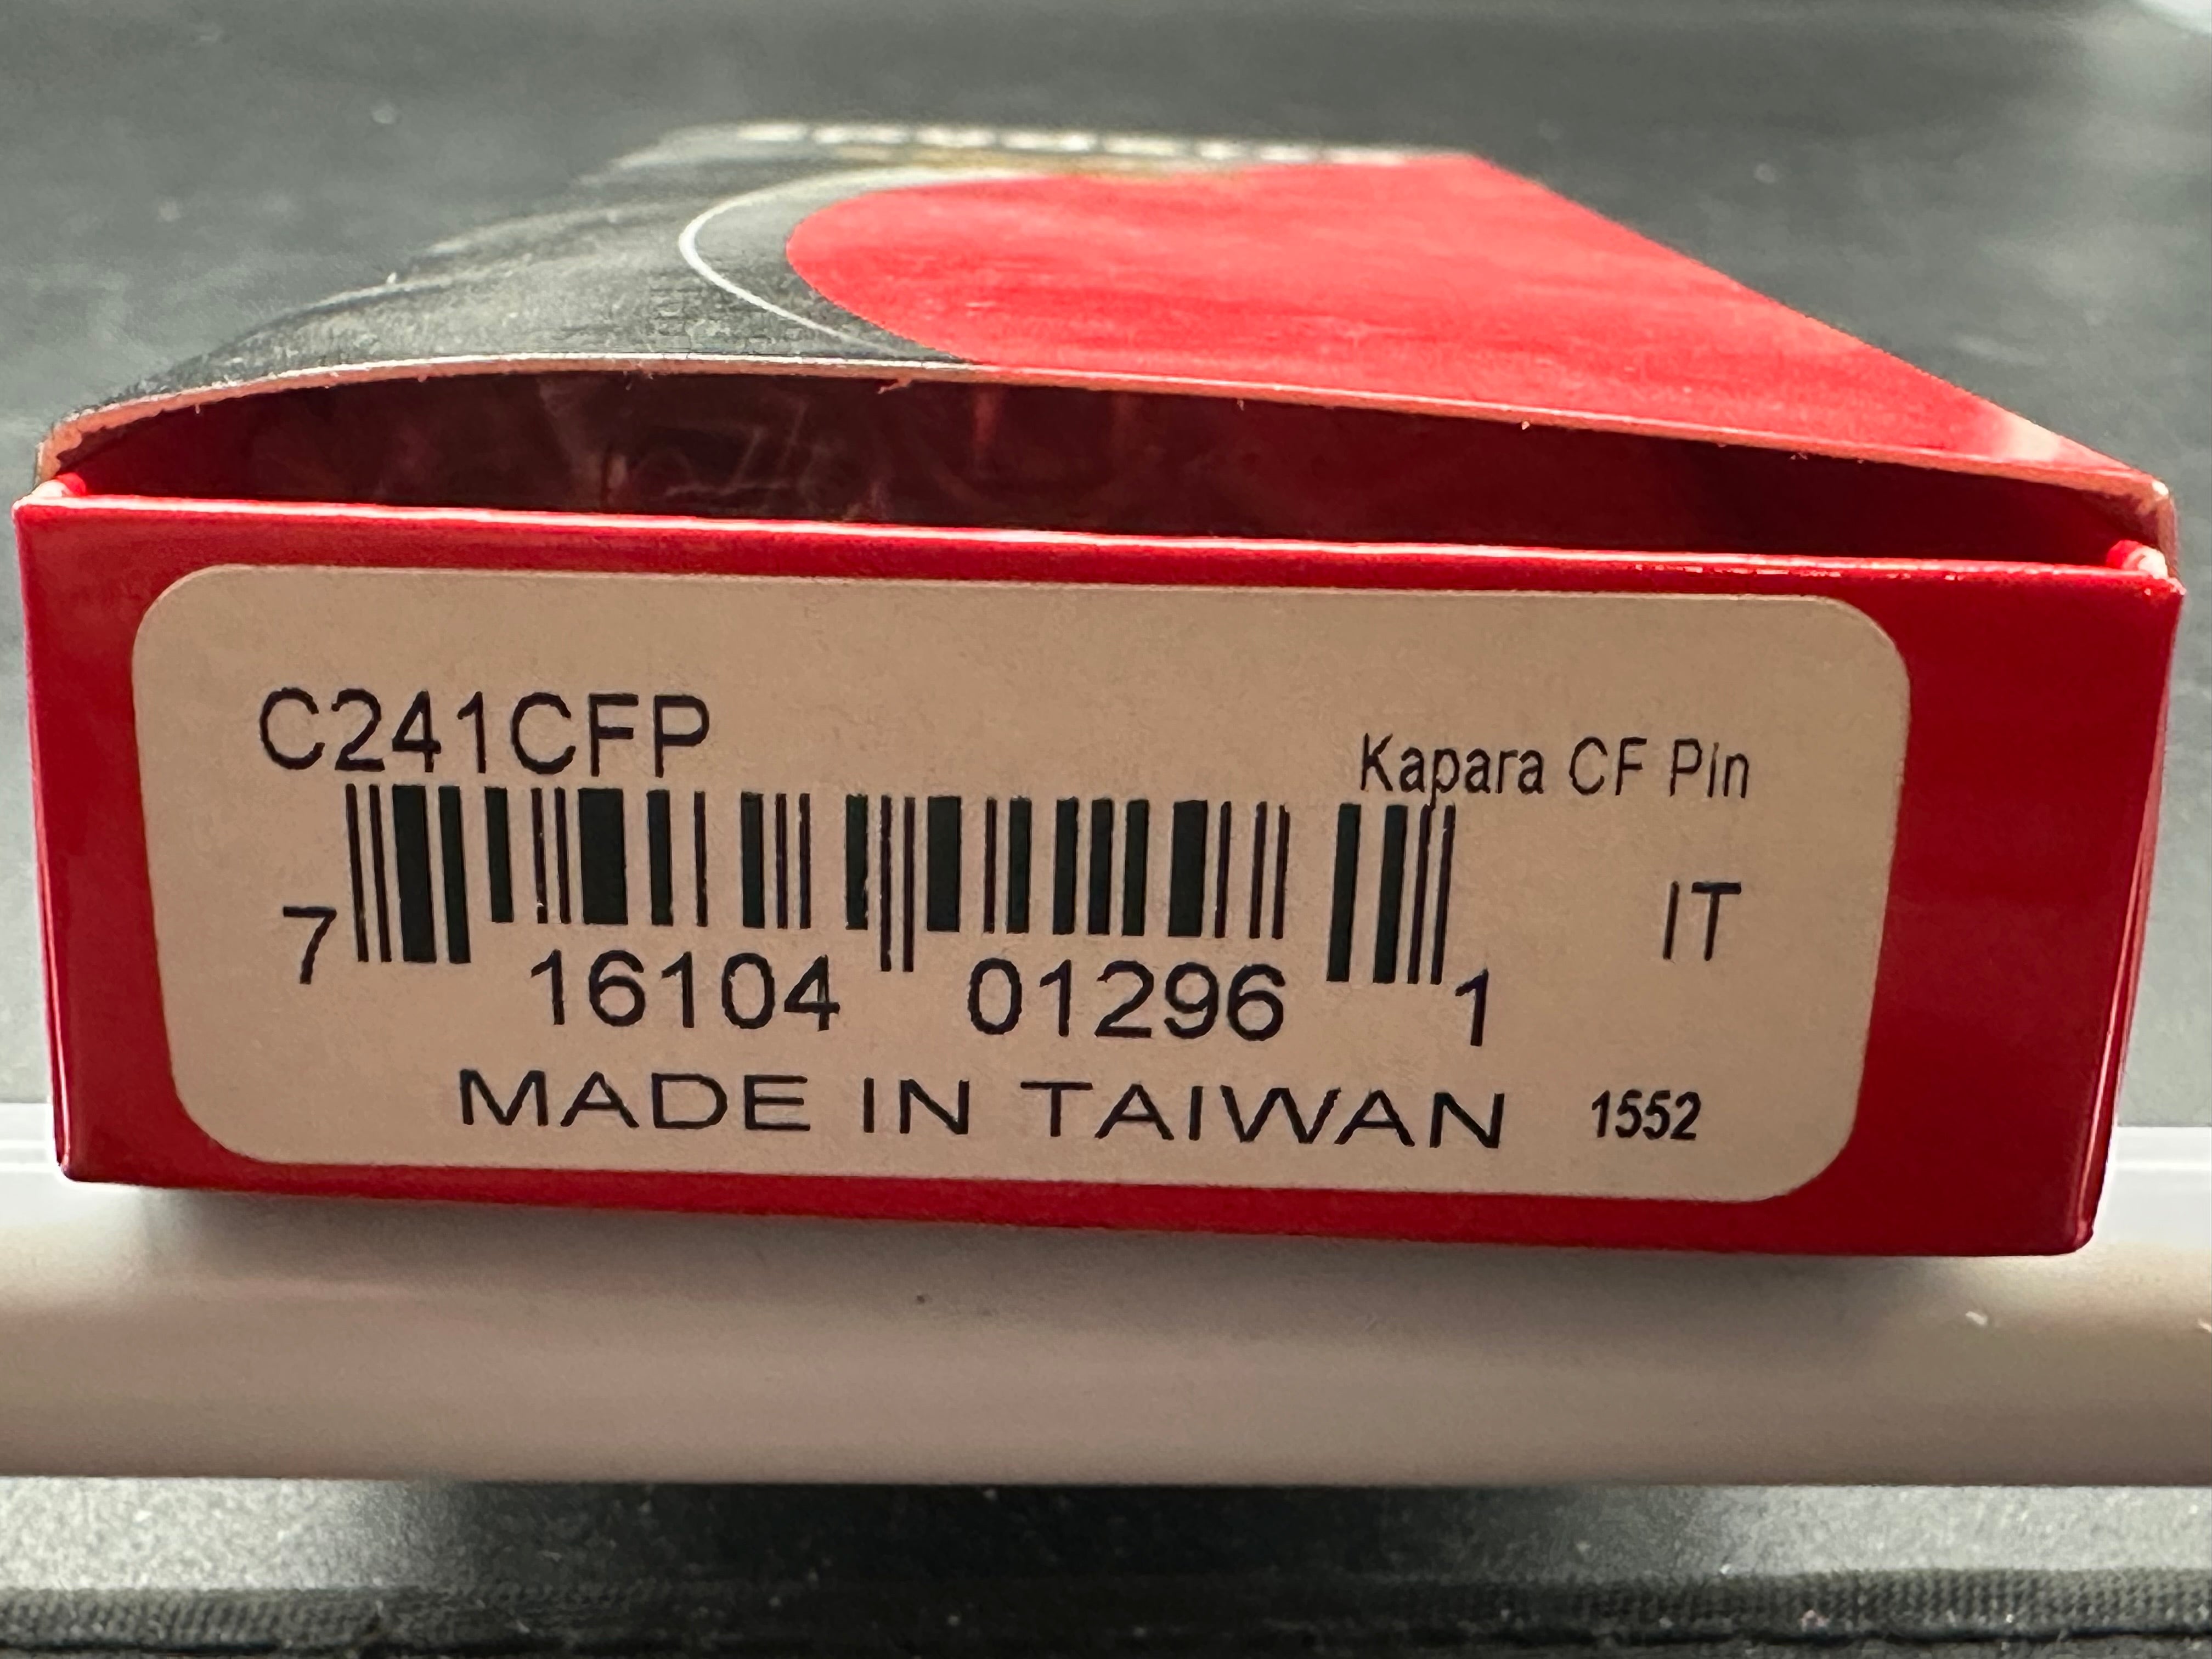 C241CFP
Kapara CF Pin
IT
7 16104 01296 1
MADE IN TAIWAN 1552